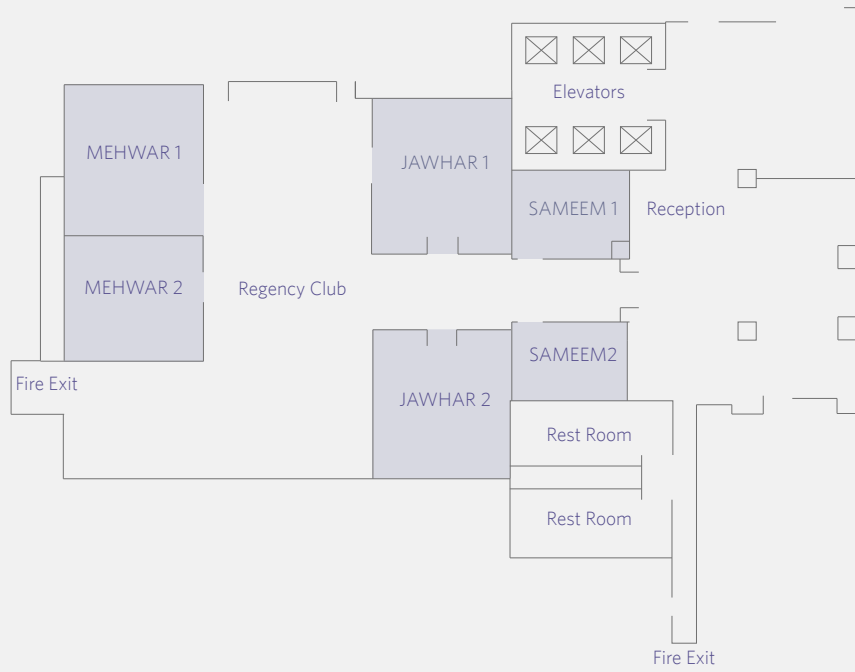 Elevators
MEHWAR 1
JAWHAR 1
SAMEEM 1
Reception
MEHWAR 2
Regency Club
SAMEEM2
Fire Exit
JAWHAR 2
Rest Room
Rest Room
Fire Exit